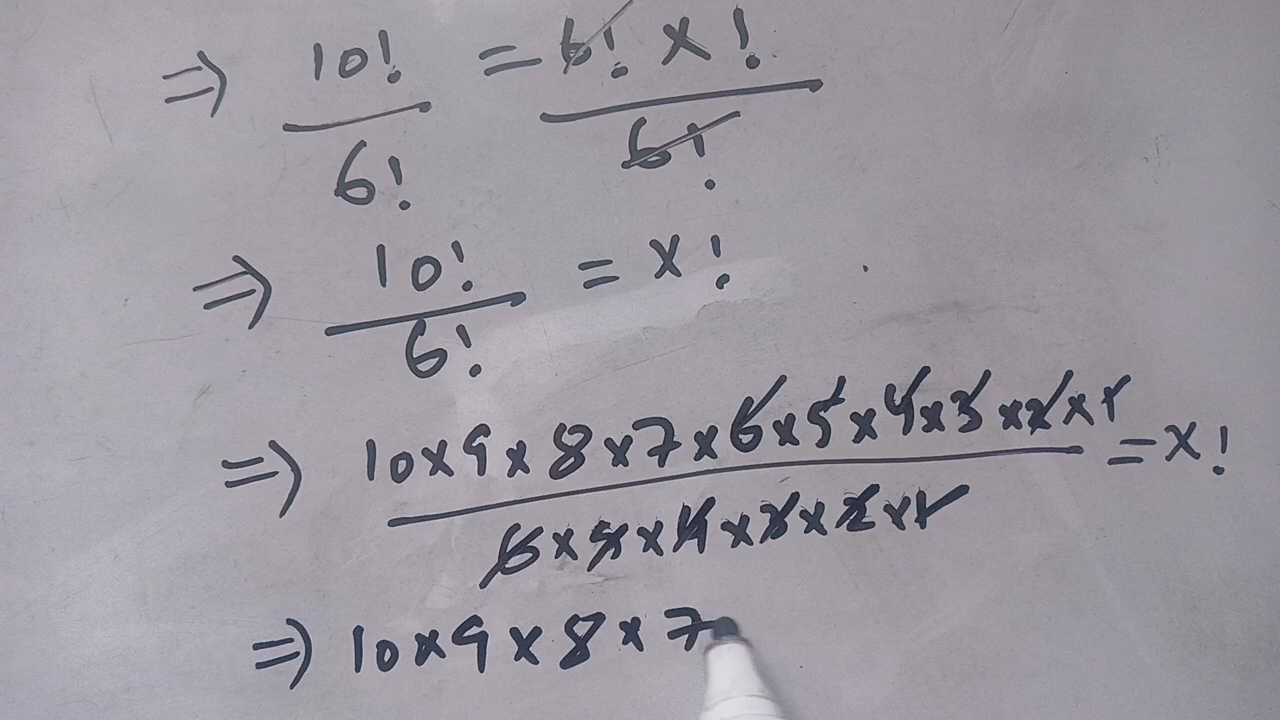 ⇒ 10!/6! = 6! x!/6!
⇒ 10!/6! = x!
⇒ 10×9×8×7×6×5×4×3×2×1/6×5×4×3×2×1 = x!
⇒ 10×9×8×7